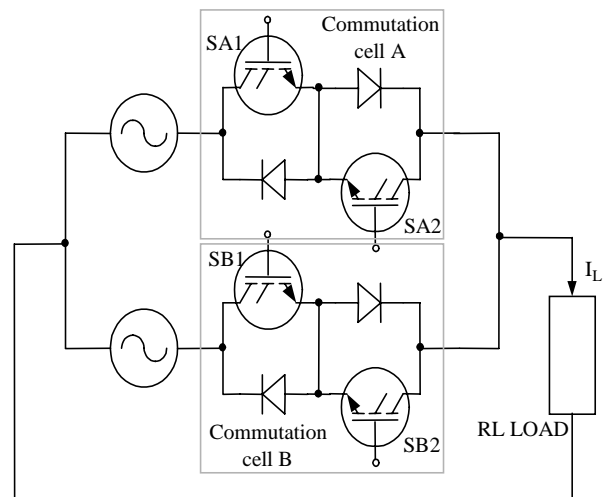 SA1
Commutation
cell A
SA2
SB1
I_L
Commutation
cell B
SB2
RL LOAD